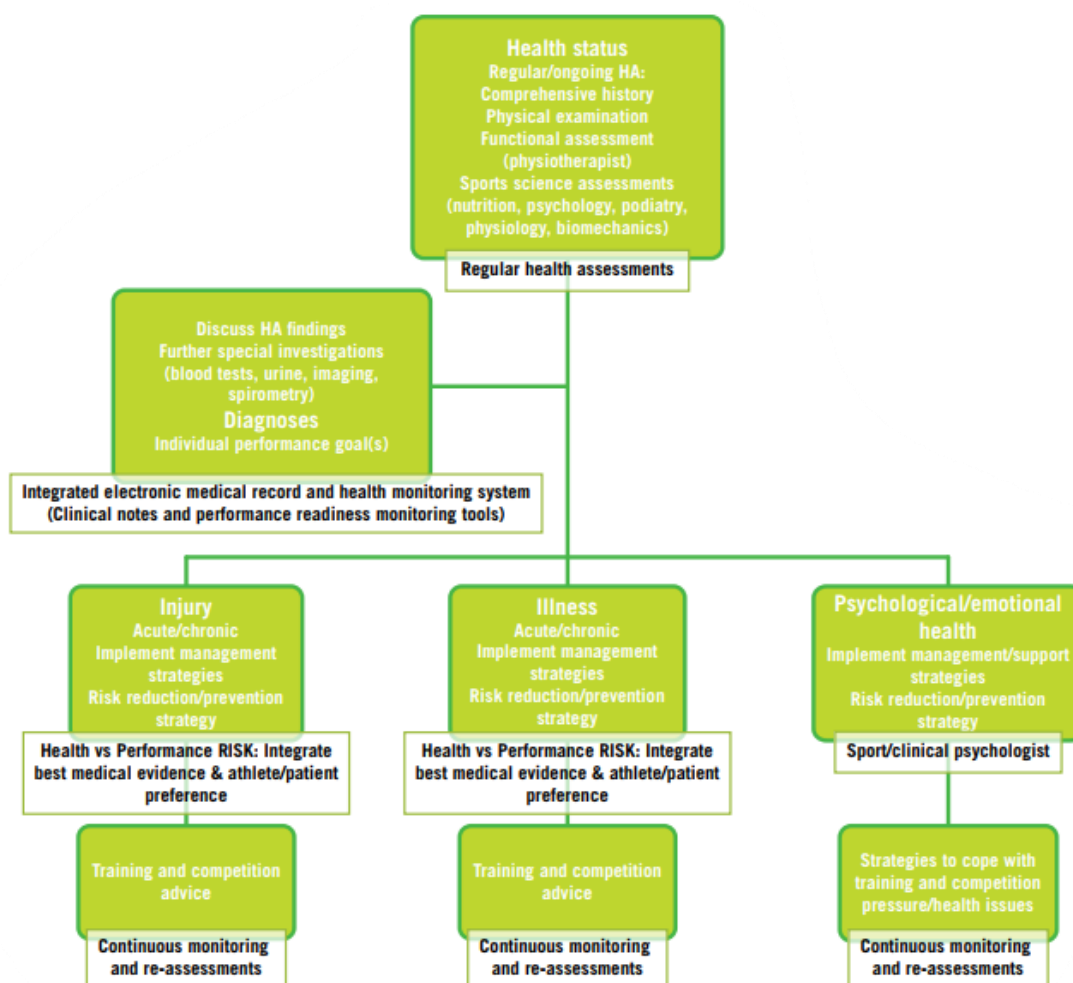 Health status
Regular/ongoing HA:
Comprehensive history
Physical examination
Functional assessment
(physiotherapist)
Sports science assessments
(nutrition, psychology, podiatry,
physiology, biomechanics)
Regular health assessments
Discuss HA findings
Further special investigations
(blood tests, urine, imaging,
spirometry)
Diagnoses
Individual performance goal(s)
Integrated electronic medical record and health monitoring system
(Clinical notes and performance readiness monitoring tools)
Injury
Acute/chronic
Implement management
strategies
Risk reduction/prevention
strategy
Health vs Performance RISK: Integrate
best medical evidence & athlete/patient
preference
Training and competition
advice
Continuous monitoring
and re-assessments
Illness
Acute/chronic
Implement management
strategies
Risk reduction/prevention
strategy
Health vs Performance RISK: Integrate
best medical evidence & athlete/patient
preference
Training and competition
advice
Continuous monitoring
and re-assessments
Psychological/emotional
health
Implement management/support
strategies
Risk reduction/prevention
strategy
Sport/clinical psychologist
Strategies to cope with
training and competition
pressure/health issues
Continuous monitoring
and re-assessments